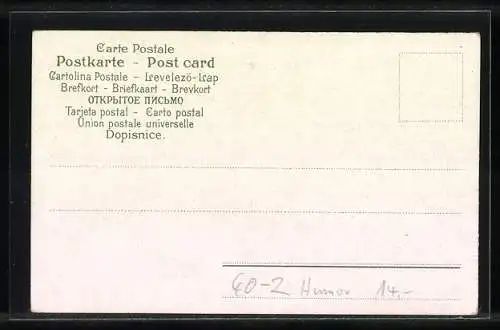 Carte Postale
Postkarte - Post card
Cartolina Postale - Levelező-Lap
Brefkort - Briefkaart - Brevkort
ОТКРЫТОЕ ПИСЬМО
Tarjeta postal - Carto postal
Union postale universelle
Dopisnice.
60-2 Humor 14,-